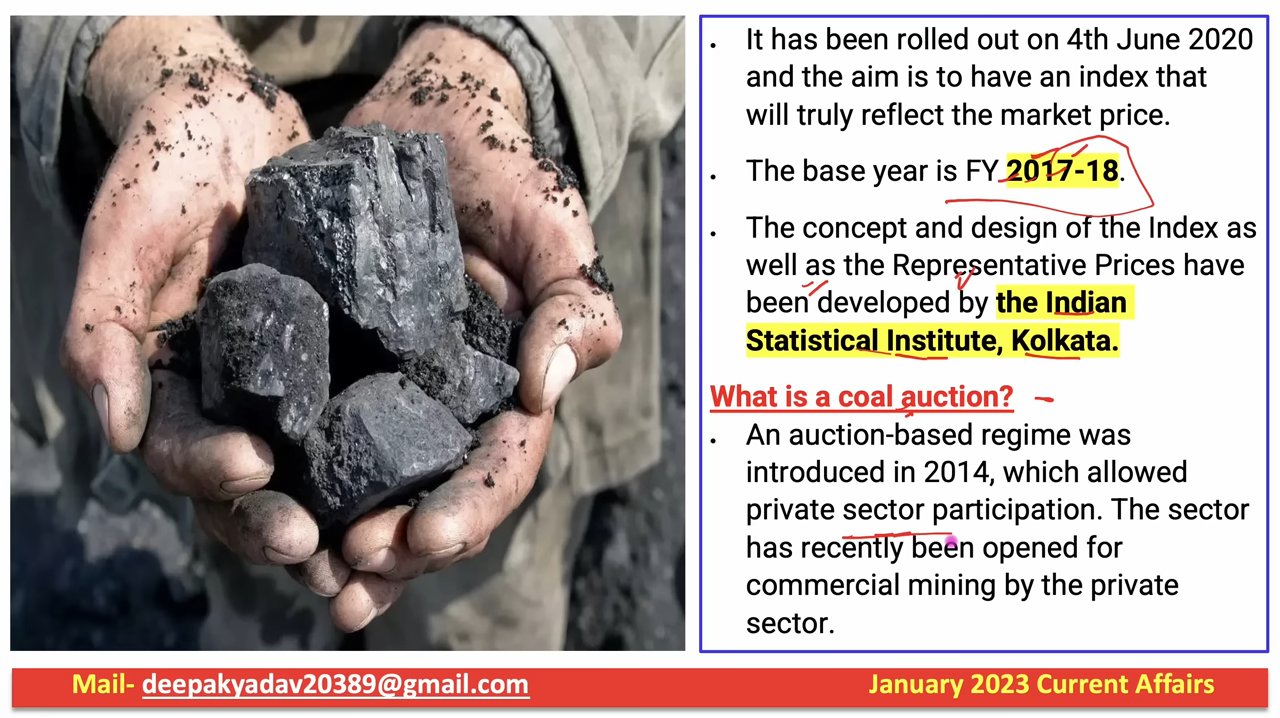 • It has been rolled out on 4th June 2020
and the aim is to have an index that
will truly reflect the market price.
• The base year is FY 2017-18.
• The concept and design of the Index as
well as the Representative Prices have
been developed by the Indian
Statistical Institute, Kolkata.
What is a coal auction?
• An auction-based regime was
introduced in 2014, which allowed
private sector participation. The sector
has recently been opened for
commercial mining by the private
sector.
Mail- deepakyadav20389@gmail.com
January 2023 Current Affairs